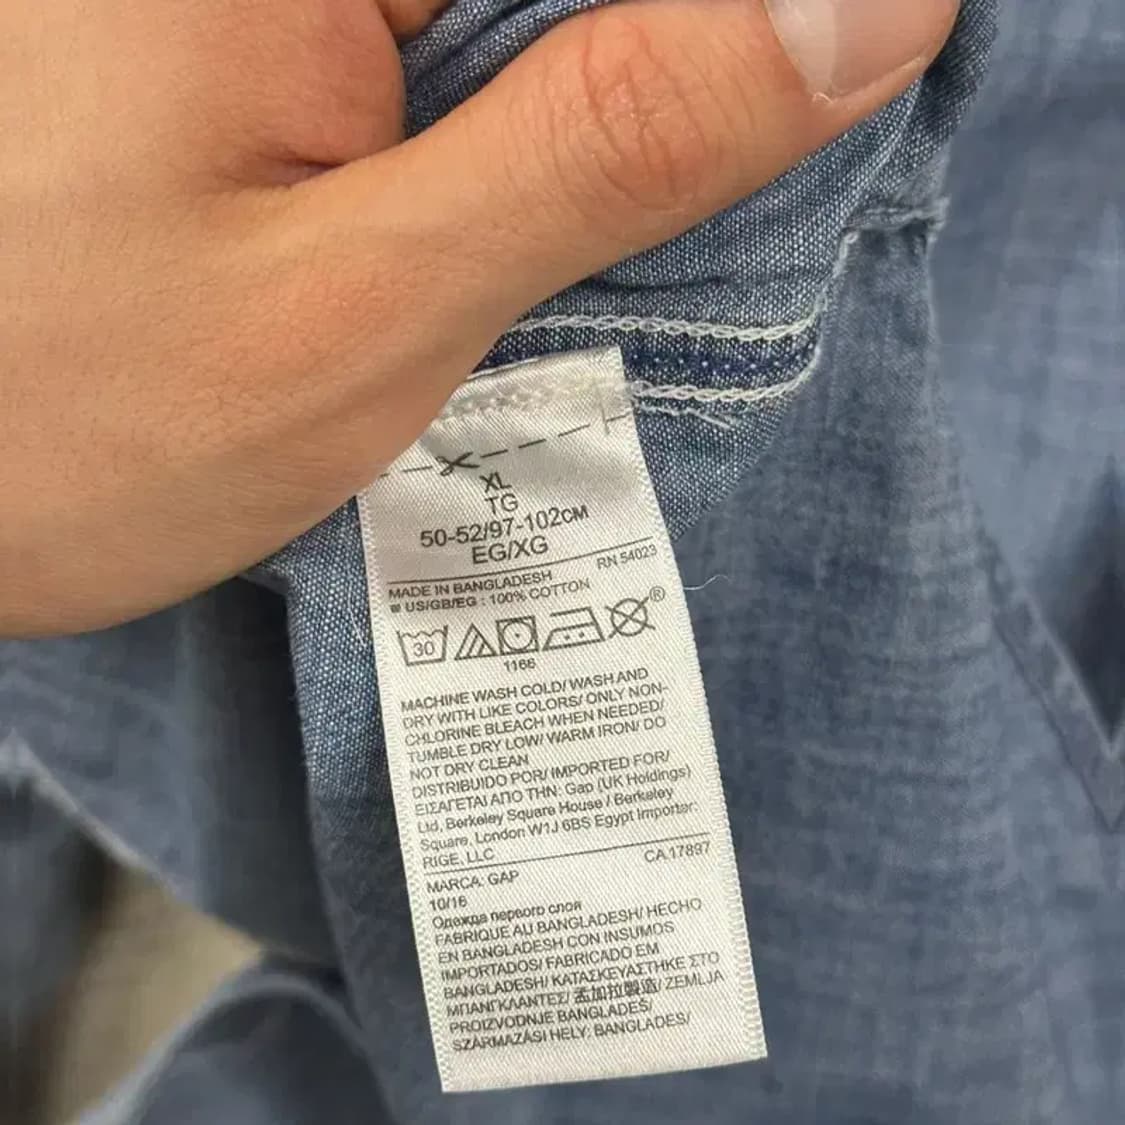 XL
TG
50-52/97-102см
EG/XG
RN 54023
MADE IN BANGLADESH
US/GB/EG : 100% COTTON
30
®
1166
MACHINE WASH COLD/ WASH AND
DRY WITH LIKE COLORS/ ONLY NON-
CHLORINE BLEACH WHEN NEEDED/
TUMBLE DRY LOW/ WARM IRON/ DO
NOT DRY CLEAN
DISTRIBUIDO POR/ IMPORTED FOR/
ΕΙΣΑΓΕΤΑΙ ΑΠΟ ΤΗΝ: Gap (UK Holdings)
Ltd, Berkeley Square House / Berkeley
Square, London W1J 6BS Egypt Importer:
RIGE, LLC
CA 17897
MARCA: GAP
10/16
Одежда первого слоя
FABRIQUE AU BANGLADESH/ HECHO
EN BANGLADESH CON INSUMOS
IMPORTADOS/ FABRICADO EM
BANGLADESH/ ΚΑΤΑΣΚΕΥΑΣΤΗΚΕ ΣΤΟ
ΜΠΑΝΓΚΛΑΝΤΕΣ/ 孟加拉製造/ ZEMLJA
PROIZVODNJE BANGLADEŠ/
SZÁRMAZÁSI HELY: BANGLADES/